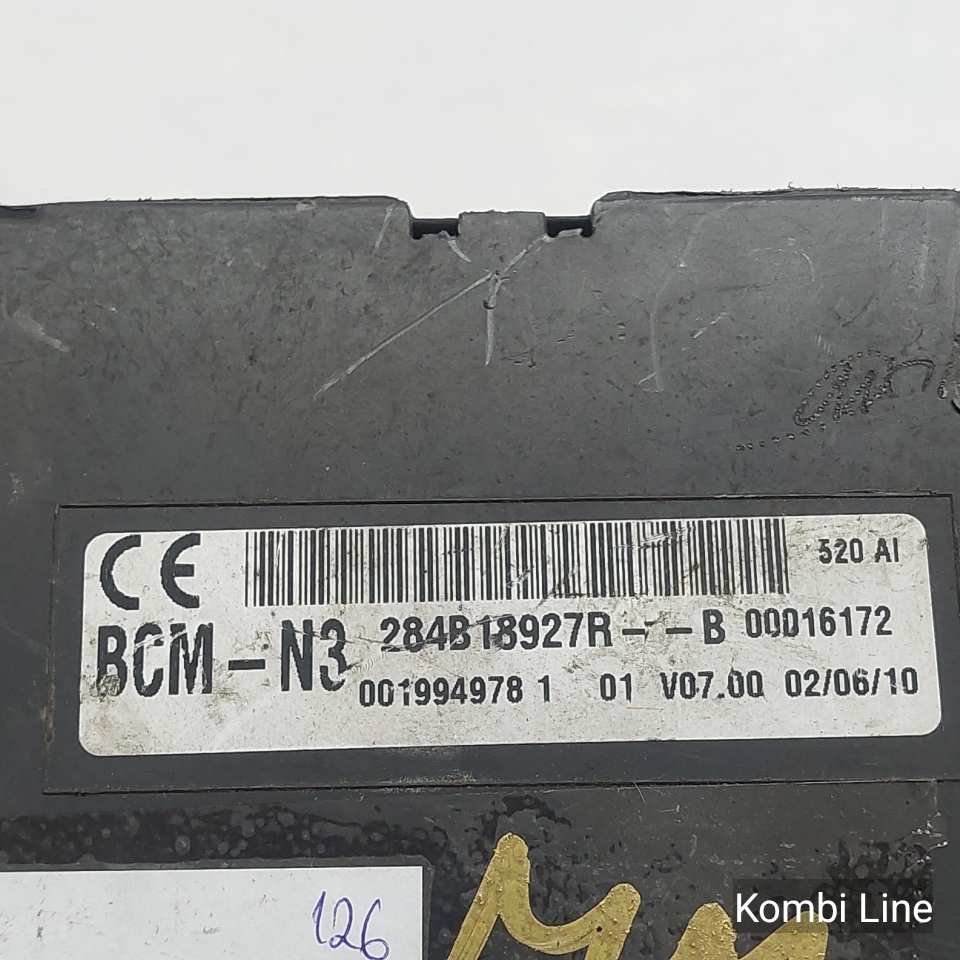 CE 520 AI
BCM-N3 284B18927R- -B 00016172
001994978 1 01 V07.00 02/06/10
126
Kombi Line